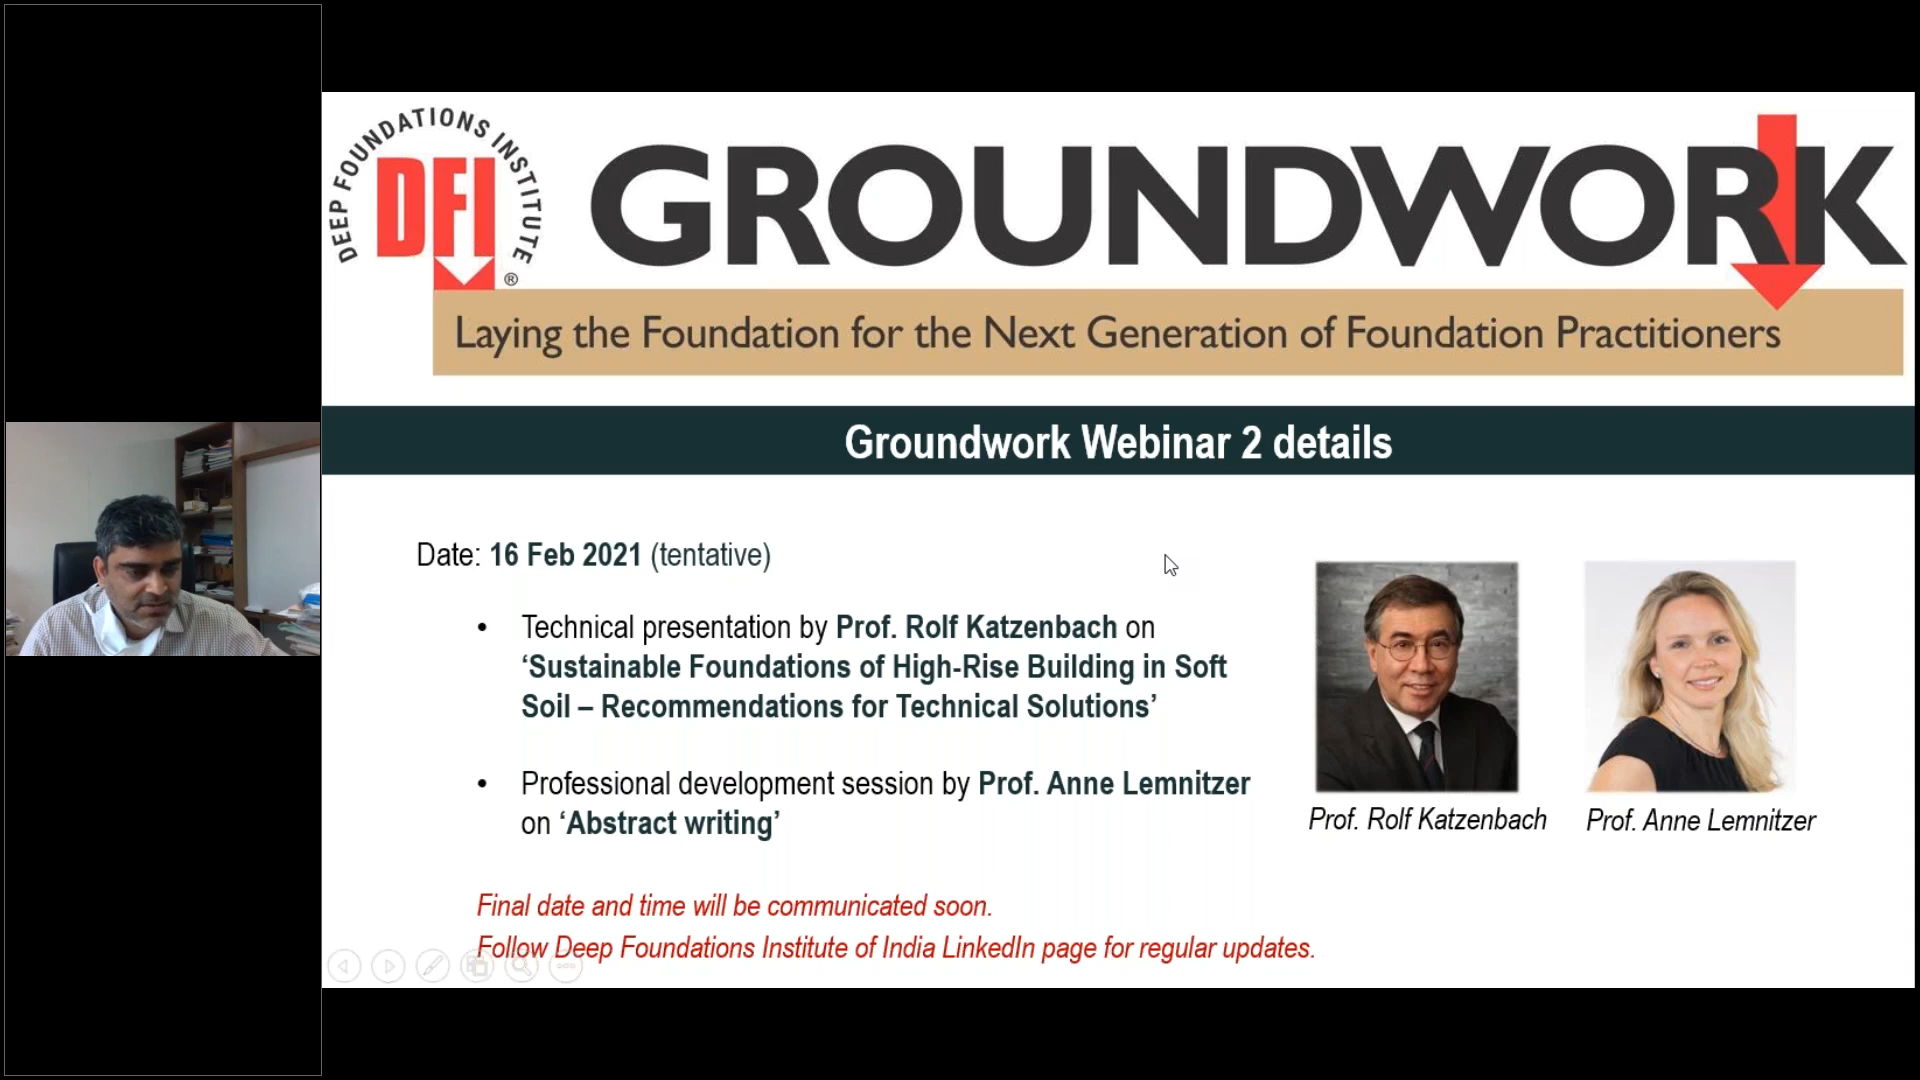 DEEP FOUNDATIONS INSTITUTE
DFI
®
GROUNDWORK
Laying the Foundation for the Next Generation of Foundation Practitioners
Groundwork Webinar 2 details
Date: 16 Feb 2021 (tentative)
• Technical presentation by Prof. Rolf Katzenbach on
‘Sustainable Foundations of High-Rise Building in Soft
Soil – Recommendations for Technical Solutions’
• Professional development session by Prof. Anne Lemnitzer
on ‘Abstract writing’
Prof. Rolf Katzenbach
Prof. Anne Lemnitzer
Final date and time will be communicated soon.
Follow Deep Foundations Institute of India LinkedIn page for regular updates.